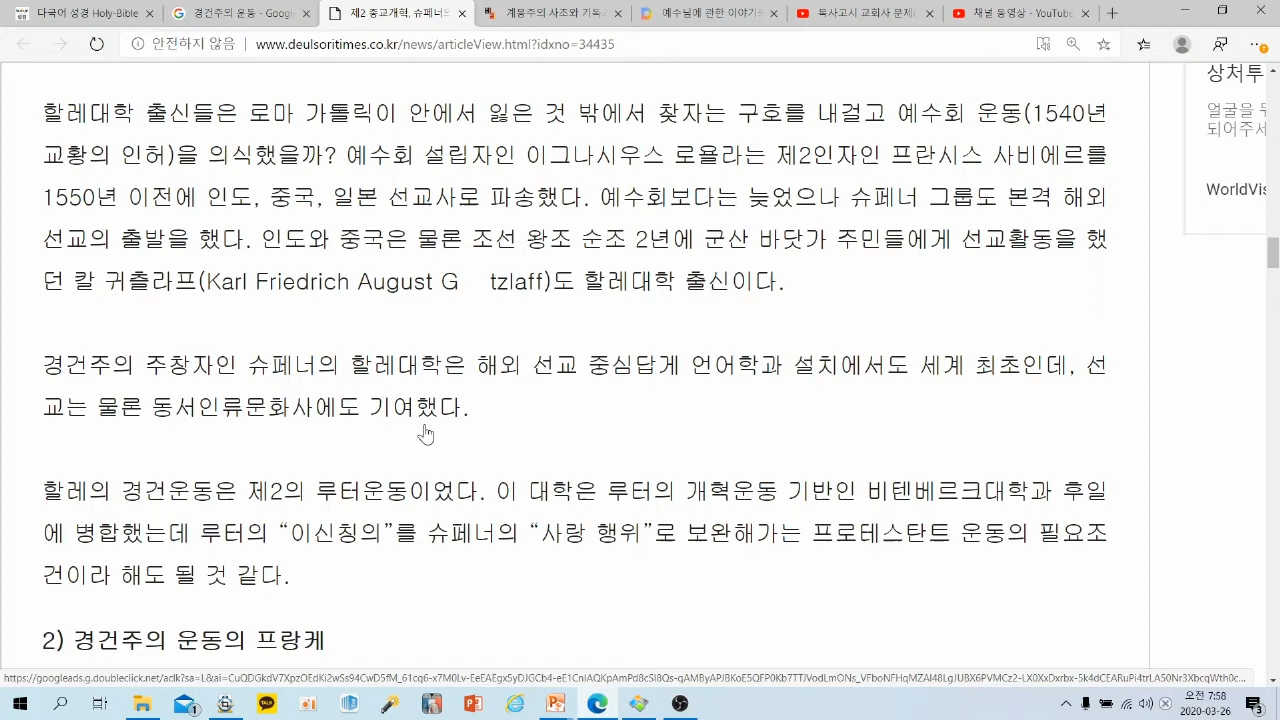 다국어 성경 Holy-Bible
경건주의 운동 - Google
제2 종교개혁, 슈페너의
계몽주의 사조와 기독
예수님에 관한 이야기
목사고시 교회사 문제
채널 동영상 - YouTube
안전하지 않음 www.deulsoritimes.co.kr/news/articleView.html?idxno=34435
할레대학 출신들은 로마 가톨릭이 안에서 잃은 것 밖에서 찾자는 구호를 내걸고 예수회 운동(1540년
교황의 인허)을 의식했을까? 예수회 설립자인 이그나시우스 로욜라는 제2인자인 프란시스 사비에르를
1550년 이전에 인도, 중국, 일본 선교사로 파송했다. 예수회보다는 늦었으나 슈페너 그룹도 본격 해외
선교의 출발을 했다. 인도와 중국은 물론 조선 왕조 순조 2년에 군산 바닷가 주민들에게 선교활동을 했
던 칼 귀츨라프(Karl Friedrich August G tzlaff)도 할레대학 출신이다.
경건주의 주창자인 슈페너의 할레대학은 해외 선교 중심답게 언어학과 설치에서도 세계 최초인데, 선
교는 물론 동서인류문화사에도 기여했다.
할레의 경건운동은 제2의 루터운동이었다. 이 대학은 루터의 개혁운동 기반인 비텐베르크대학과 후일
에 병합했는데 루터의 “이신칭의”를 슈페너의 “사랑 행위”로 보완해가는 프로테스탄트 운동의 필요조
건이라 해도 될 것 같다.
2) 경건주의 운동의 프랑케
상처투
얼굴을 두
되어주세
WorldVis
오전 7:58
2020-03-26